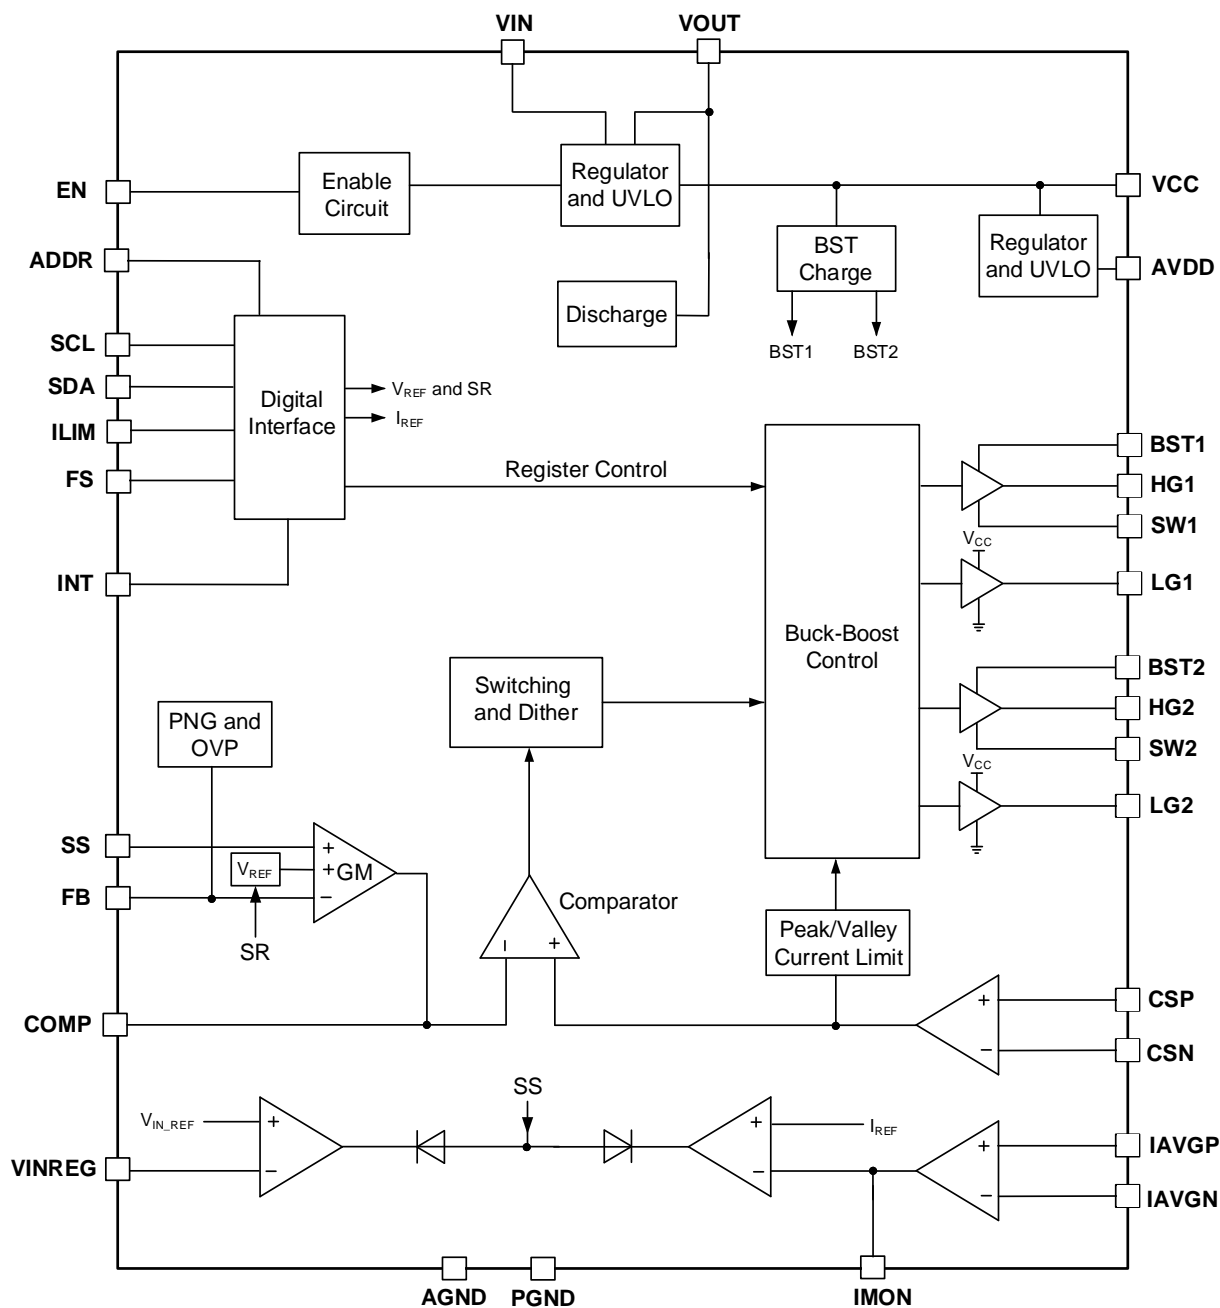 VIN
VOUT
EN
Enable
Circuit
Regulator
and UVLO
VCC
ADDR
BST
Charge
Regulator
and UVLO
AVDD
Discharge
BST1
BST2
SCL
SDA
ILIM
FS
INT
Digital
Interface
VREF and SR
IREF
Register Control
Buck-Boost
Control
BST1
HG1
SW1
VCC
LG1
BST2
HG2
SW2
VCC
LG2
Switching
and Dither
PNG and
OVP
SS
FB
+
VREF
+
GM
−
SR
Comparator
−
+
Peak/Valley
Current Limit
COMP
+
−
CSP
CSN
SS
VIN_REF
+
−
VINREG
+
−
IREF
+
−
IAVGP
IAVGN
AGND
PGND
IMON